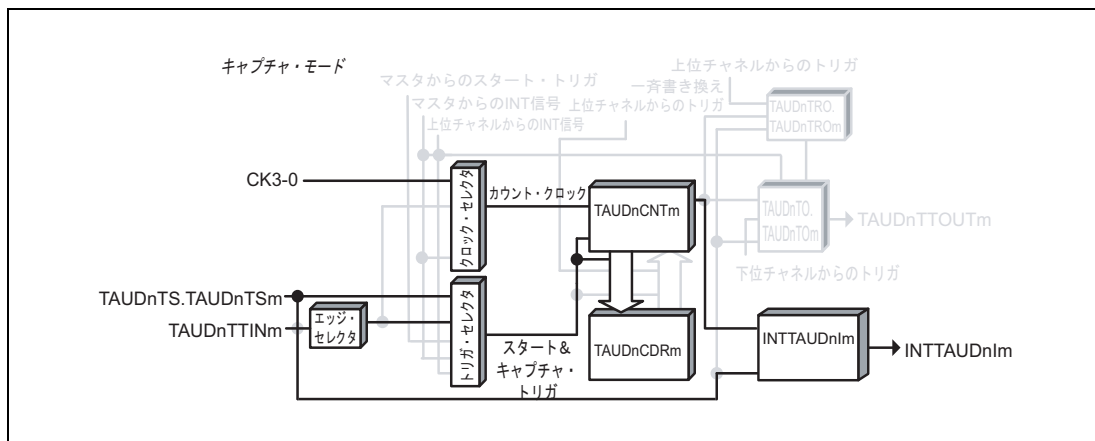 キャプチャ・モード
上位チャネルからのトリガ
マスタからのスタート・トリガ
一斉書き換え
マスタからのINT信号
上位チャネルからのトリガ
上位チャネルからのINT信号
TAUDnTRO.
TAUDnTROm
CK3-0
クロック・セレクタ
カウント・クロック
TAUDnCNTm
TAUDnTO.
TAUDnTOm
TAUDnTTOUTm
下位チャネルからのトリガ
TAUDnTS.TAUDnTSm
TAUDnTTINm
エッジ・
セレクタ
トリガ・セレクタ
スタート&
キャプチャ・
トリガ
TAUDnCDRm
INTTAUDnIm
INTTAUDnIm